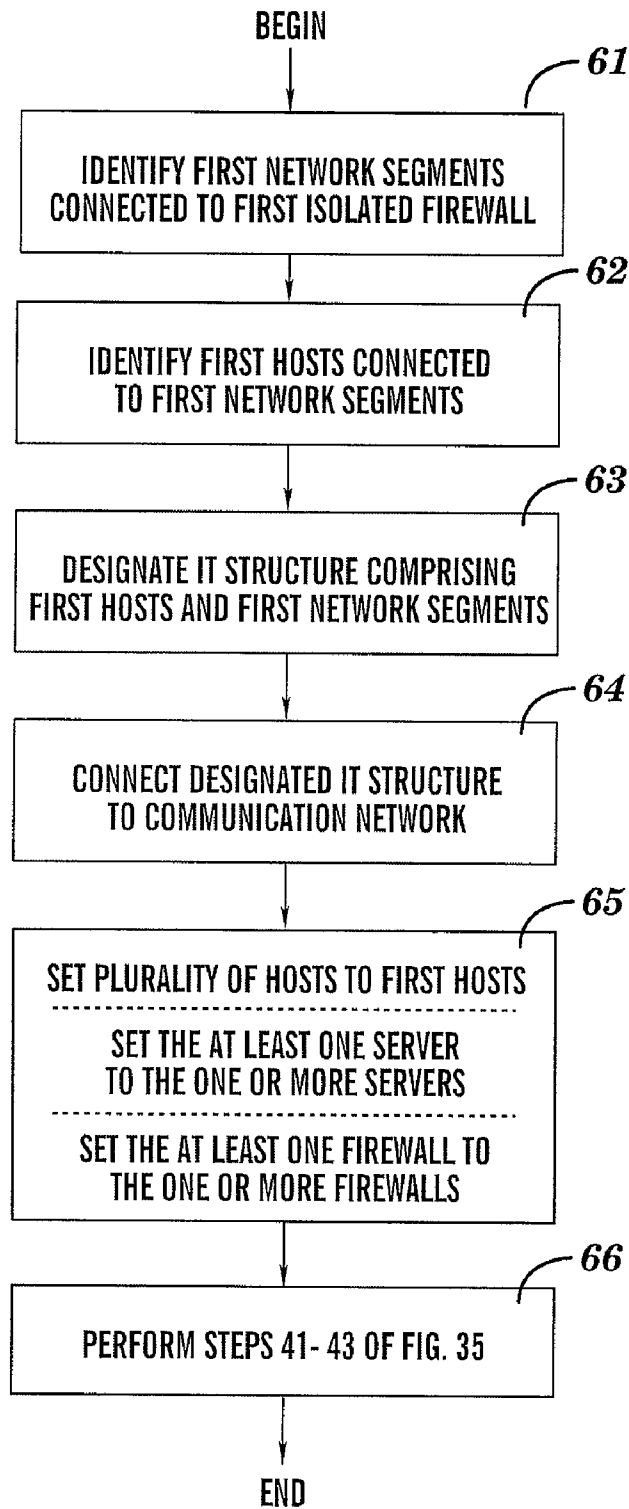 BEGIN
61
IDENTIFY FIRST NETWORK SEGMENTS
CONNECTED TO FIRST ISOLATED FIREWALL
62
IDENTIFY FIRST HOSTS CONNECTED
TO FIRST NETWORK SEGMENTS
63
DESIGNATE IT STRUCTURE COMPRISING
FIRST HOSTS AND FIRST NETWORK SEGMENTS
64
CONNECT DESIGNATED IT STRUCTURE
TO COMMUNICATION NETWORK
65
SET PLURALITY OF HOSTS TO FIRST HOSTS
SET THE AT LEAST ONE SERVER
TO THE ONE OR MORE SERVERS
SET THE AT LEAST ONE FIREWALL TO
THE ONE OR MORE FIREWALLS
66
PERFORM STEPS 41- 43 OF FIG. 35
END